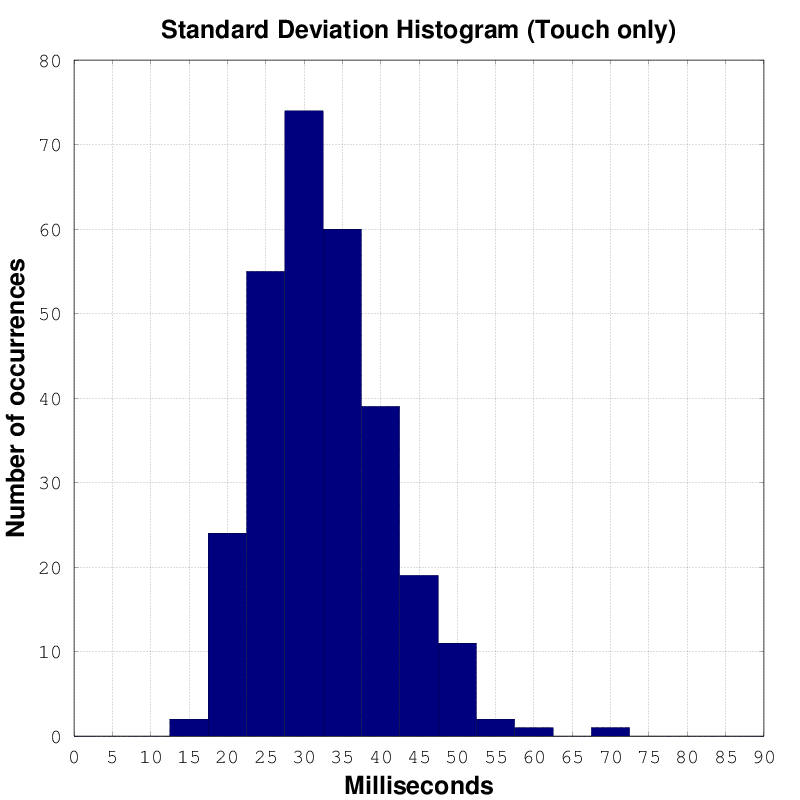 Standard Deviation Histogram (Touch only)
80
70
60
50
40
30
20
10
0
Number of occurrences
0 5 10 15 20 25 30 35 40 45 50 55 60 65 70 75 80 85 90
Milliseconds